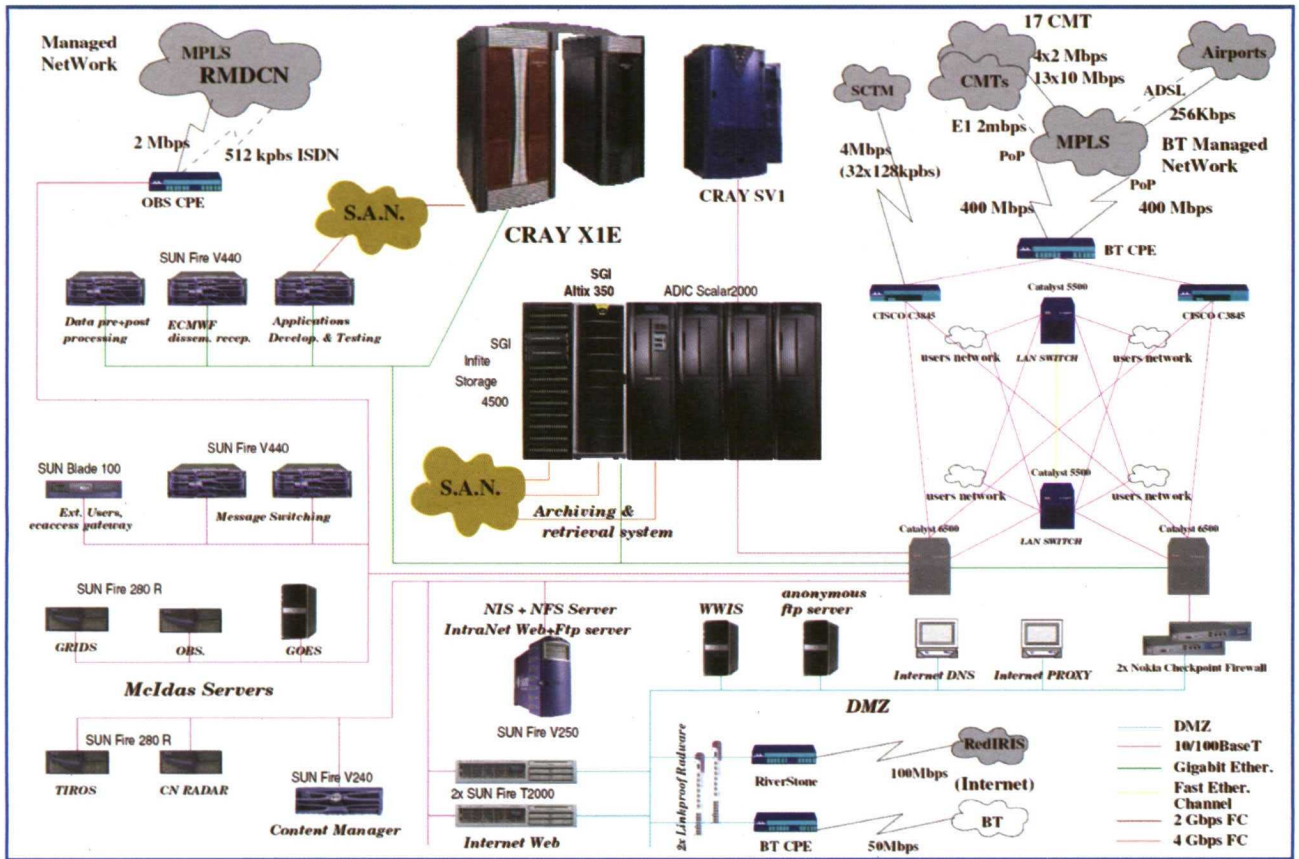 Managed
NetWork
MPLS
RMDCN
2 Mbps
512 kpbs ISDN
OBS CPE
S.A.N.
CRAY X1E
CRAY SV1
17 CMT
4x2 Mbps
13x10 Mbps
CMTs
Airports
ADSL
256Kbps
SCTM
E1 2mbps
MPLS
BT Managed
NetWork
PoP
PoP
4Mbps
(32x128kpbs)
400 Mbps
400 Mbps
BT CPE
SUN Fire V440
Data pre+post
processing
ECMWF
dissem. recep.
Applications
Develop. & Testing
SGI
Altix 350
ADIC Scalar2000
SGI
Infite
Storage
4500
Catalyst 5500
CISCO C3845
CISCO C3845
users network
LAN SWITCH
users network
SUN Fire V440
SUN Blade 100
Ext. Users,
ecaccess gateway
Message Switching
S.A.N.
Archiving &
retrieval system
Catalyst 5500
users network
users network
LAN SWITCH
Catalyst 6500
Catalyst 6500
SUN Fire 280 R
GRIDS
OBS.
GOES
NIS + NFS Server
IntraNet Web+Ftp server
WWIS
anonymous
ftp server
Internet DNS
Internet PROXY
2x Nokia Checkpoint Firewall
McIdas Servers
DMZ
SUN Fire V250
SUN Fire 280 R
TIROS
CN RADAR
SUN Fire V240
Content Manager
2x SUN Fire T2000
Internet Web
2x Linkproof Radware
RiverStone
100Mbps
RedIRIS
(Internet)
BT CPE
50Mbps
BT
DMZ
10/100BaseT
Gigabit Ether.
Fast Ether.
Channel
2 Gbps FC
4 Gbps FC